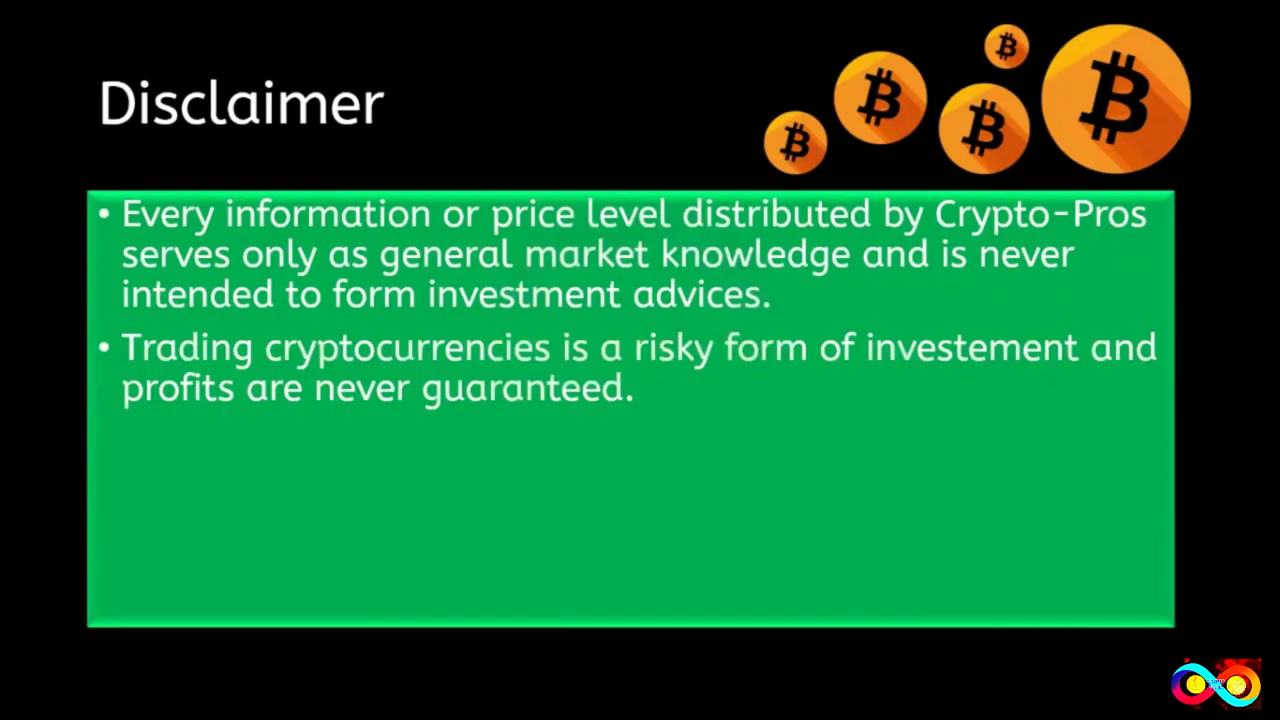 Disclaimer
• Every information or price level distributed by Crypto-Pros
serves only as general market knowledge and is never
intended to form investment advices.
• Trading cryptocurrencies is a risky form of investement and
profits are never guaranteed.